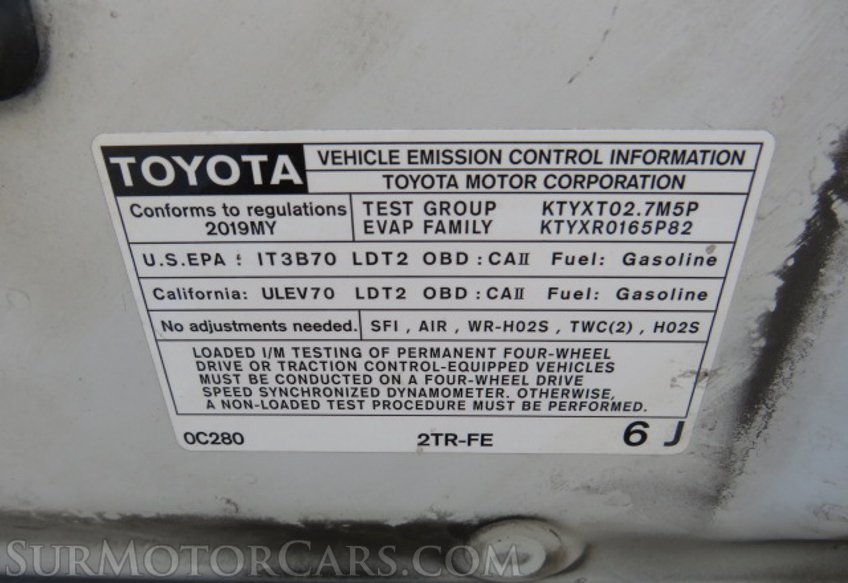 TOYOTA VEHICLE EMISSION CONTROL INFORMATION
TOYOTA MOTOR CORPORATION
Conforms to regulations TEST GROUP KTYXT02.7M5P
2019MY EVAP FAMILY KTYXR0165P82
U.S.EPA : IT3B70 LDT2 OBD : CAII Fuel: Gasoline
California: ULEV70 LDT2 OBD : CAII Fuel: Gasoline
No adjustments needed. SFI , AIR , WR-HO2S , TWC(2) , HO2S
LOADED I/M TESTING OF PERMANENT FOUR-WHEEL
DRIVE OR TRACTION CONTROL-EQUIPPED VEHICLES
MUST BE CONDUCTED ON A FOUR-WHEEL DRIVE
SPEED SYNCHRONIZED DYNAMOMETER. OTHERWISE,
A NON-LOADED TEST PROCEDURE MUST BE PERFORMED.
0C280 2TR-FE 6 J
SURMOTORCARS.COM